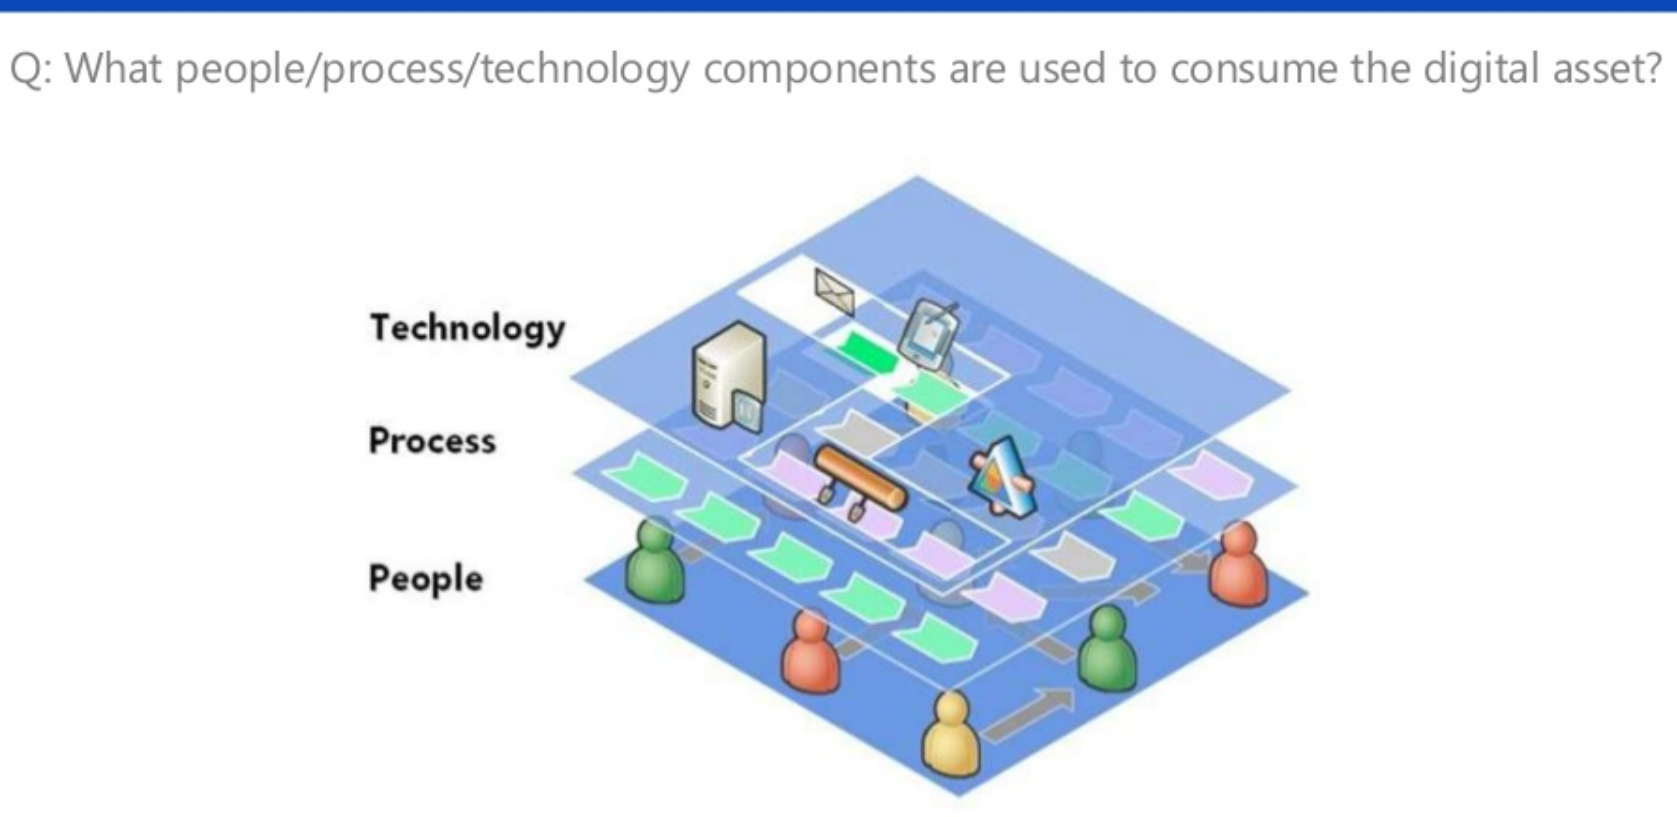 Q: What people/process/technology components are used to consume the digital asset?
Technology
Process
People